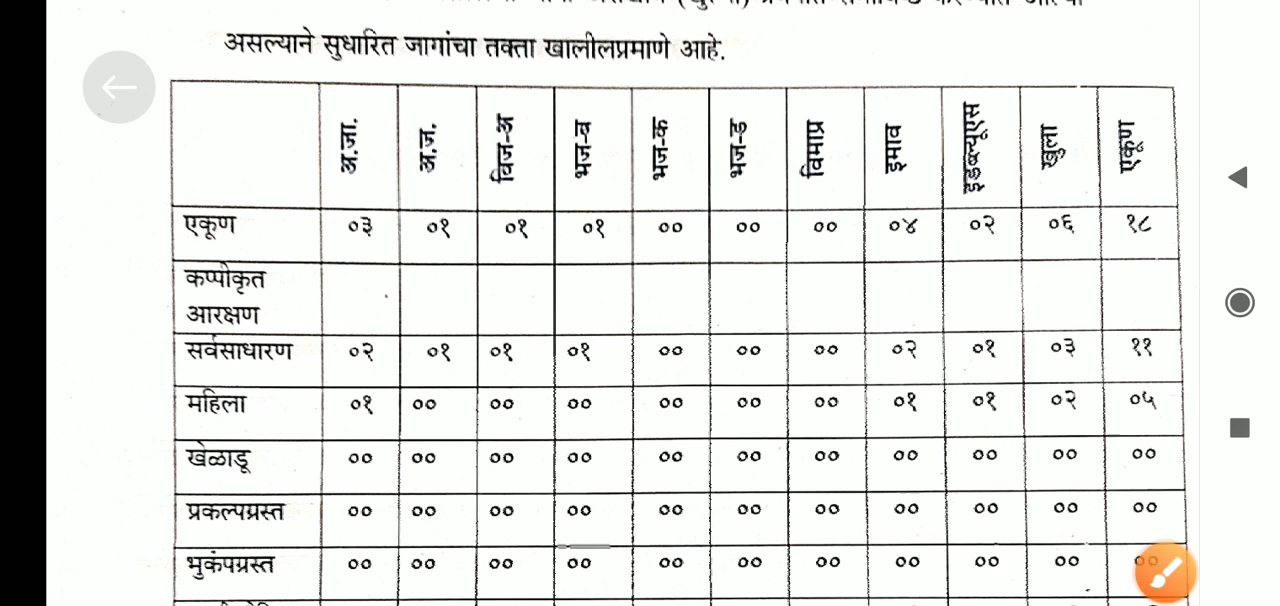 असल्याने सुधारित जागांचा तक्ता खालीलप्रमाणे आहे.
अ.जा. अ.ज. विज-अ भज-ब भज-क भज-ड विमाप्र इमाव इडब्ल्यूएस खुला एकूण
एकूण ०३ ०१ ०१ ०१ ०० ०० ०० ०४ ०२ ०६ १८
कप्पीकृत
आरक्षण
सर्वसाधारण ०२ ०१ ०१ ०१ ०० ०० ०० ०२ ०१ ०३ ११
महिला ०१ ०० ०० ०० ०० ०० ०० ०१ ०१ ०२ ०५
खेळाडू ०० ०० ०० ०० ०० ०० ०० ०० ०० ०० ००
प्रकल्पग्रस्त ०० ०० ०० ०० ०० ०० ०० ०० ०० ०० ००
भुकंपग्रस्त ०० ०० ०० ०० ०० ०० ०० ०० ०० ०० ००